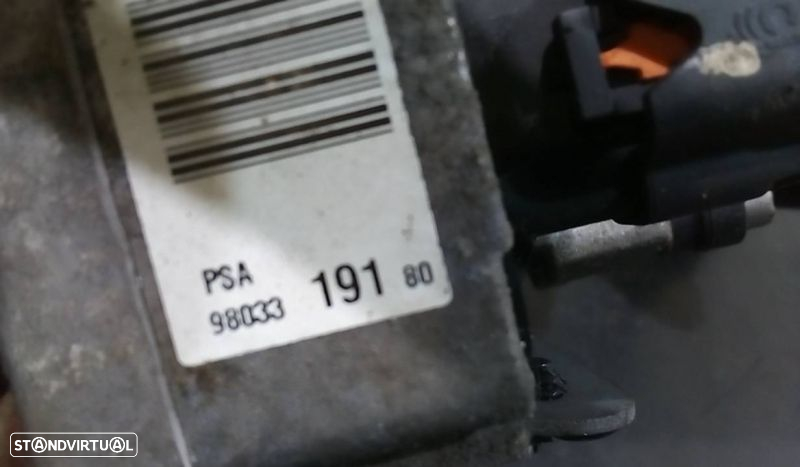 PSA
98033 191 80
STANDVIRTUAL